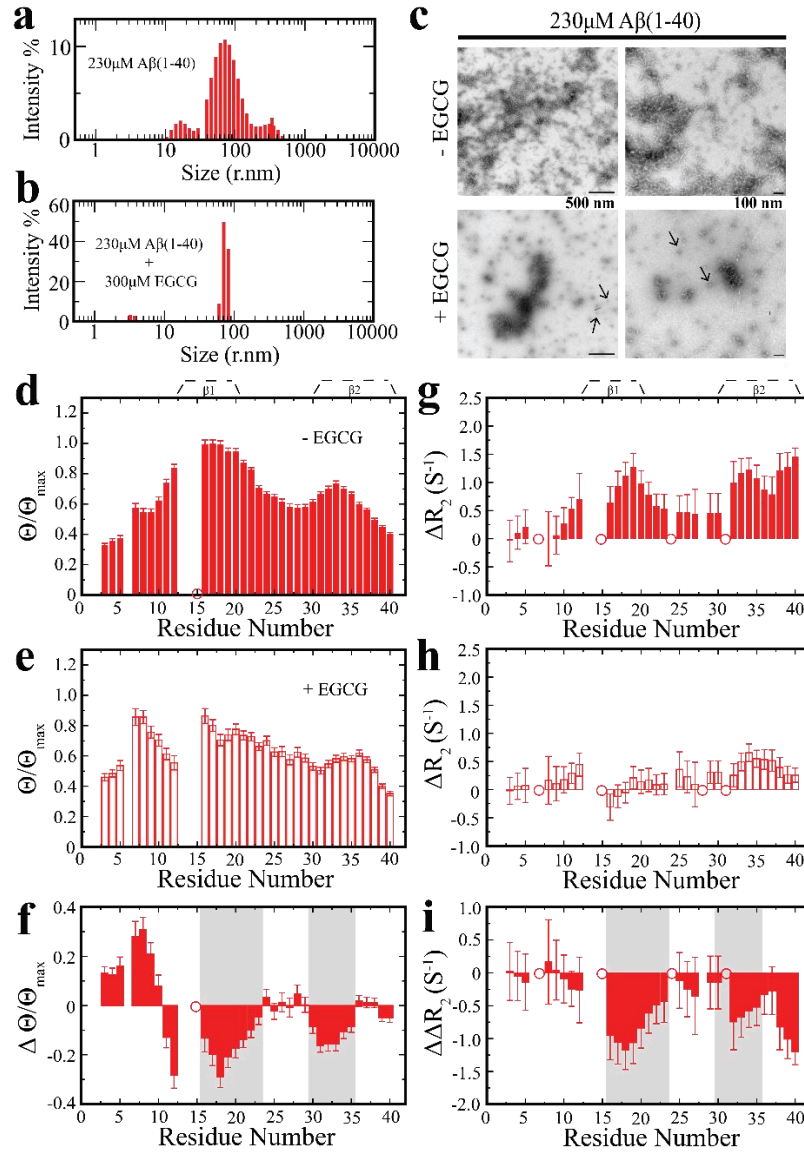 a
10
5
0
Intensity %
230μM Aβ(1-40)
1 10 100 1000 10000
Size (r.nm)
b
60
40
20
0
Intensity %
230μM Aβ(1-40)
+
300μM EGCG
1 10 100 1000 10000
Size (r.nm)
c
230μM Aβ(1-40)
- EGCG
500 nm
100 nm
+ EGCG
d
β1
β2
1.2
1.0
0.8
0.6
0.4
0.2
0
Θ/Θmax
- EGCG
5 10 15 20 25 30 35 40
Residue Number
e
1.2
1.0
0.8
0.6
0.4
0.2
0
Θ/Θmax
+ EGCG
5 10 15 20 25 30 35 40
Residue Number
f
0.4
0.2
0
-0.2
-0.4
Δ Θ/Θmax
5 10 15 20 25 30 35 40
Residue Number
g
β1
β2
2.5
2.0
1.5
1.0
0.5
0
-0.5
-1.0
ΔR2 (S-1)
5 10 15 20 25 30 35 40
Residue Number
h
2.5
2.0
1.5
1.0
0.5
0
-0.5
-1.0
ΔR2 (S-1)
5 10 15 20 25 30 35 40
Residue Number
i
1.0
0.5
0.0
-0.5
-1.0
-1.5
-2.0
ΔΔR2 (S-1)
5 10 15 20 25 30 35 40
Residue Number